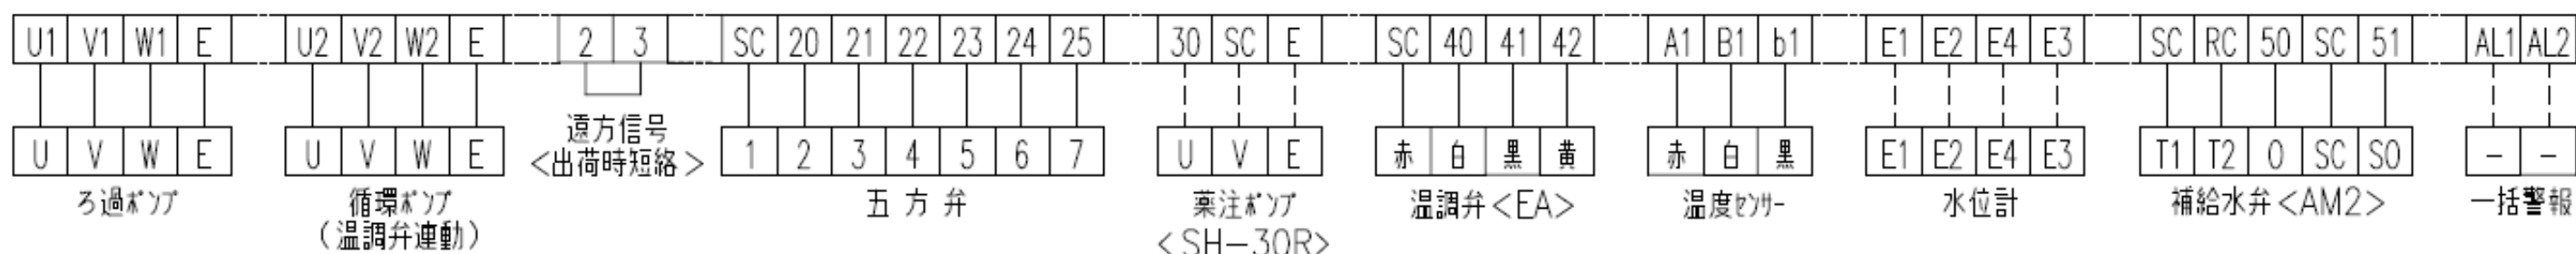 U1 V1 W1 E U2 V2 W2 E 2 3 SC 20 21 22 23 24 25 30 SC E SC 40 41 42 A1 B1 b1 E1 E2 E4 E3 SC RC 50 SC 51 AL1 AL2
U V W E U V W E 遠方信号 1 2 3 4 5 6 7 U V E 赤 白 黒 黄 赤 白 黒 E1 E2 E4 E3 T1 T2 O SC SO - -
<出荷時短絡>
ろ過ポンプ 循環ポンプ 五方弁 薬注ポンプ 温調弁<EA> 温度センサー 水位計 補給水弁<AM2> 一括警報
(温調弁連動) <SH-30R>